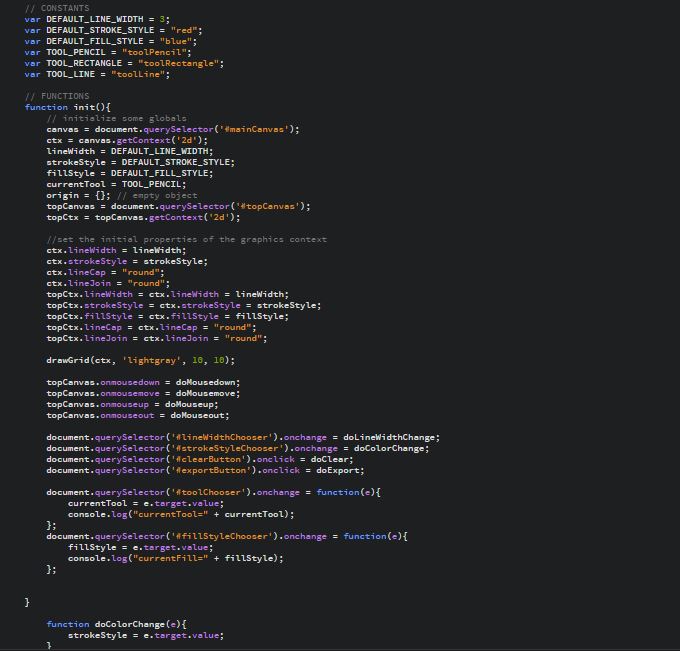 // CONSTANTS
var DEFAULT_LINE_WIDTH = 3;
var DEFAULT_STROKE_STYLE = "red";
var DEFAULT_FILL_STYLE = "blue";
var TOOL_PENCIL = "toolPencil";
var TOOL_RECTANGLE = "toolRectangle";
var TOOL_LINE = "toolLine";
// FUNCTIONS
function init(){
// initialize some globals
canvas = document.querySelector('#mainCanvas');
ctx = canvas.getContext('2d');
lineWidth = DEFAULT_LINE_WIDTH;
strokeStyle = DEFAULT_STROKE_STYLE;
fillStyle = DEFAULT_FILL_STYLE;
currentTool = TOOL_PENCIL;
origin = {}; // empty object
topCanvas = document.querySelector('#topCanvas');
topCtx = topCanvas.getContext('2d');
//set the initial properties of the graphics context
ctx.lineWidth = lineWidth;
ctx.strokeStyle = strokeStyle;
ctx.lineCap = "round";
ctx.lineJoin = "round";
topCtx.lineWidth = ctx.lineWidth = lineWidth;
topCtx.strokeStyle = ctx.strokeStyle = strokeStyle;
topCtx.fillStyle = ctx.fillStyle = fillStyle;
topCtx.lineCap = ctx.lineCap = "round";
topCtx.lineJoin = ctx.lineJoin = "round";
drawGrid(ctx, 'lightgray', 10, 10);
topCanvas.onmousedown = doMousedown;
topCanvas.onmousemove = doMousemove;
topCanvas.onmouseup = doMouseup;
topCanvas.onmouseout = doMouseout;
document.querySelector('#lineWidthChooser').onchange = doLineWidthChange;
document.querySelector('#strokeStyleChooser').onchange = doColorChange;
document.querySelector('#clearButton').onclick = doClear;
document.querySelector('#exportButton').onclick = doExport;
document.querySelector('#toolChooser').onchange = function(e){
currentTool = e.target.value;
console.log("currentTool=" + currentTool);
};
document.querySelector('#fillStyleChooser').onchange = function(e){
fillStyle = e.target.value;
console.log("currentFill=" + fillStyle);
};
}
function doColorChange(e){
strokeStyle = e.target.value;
}